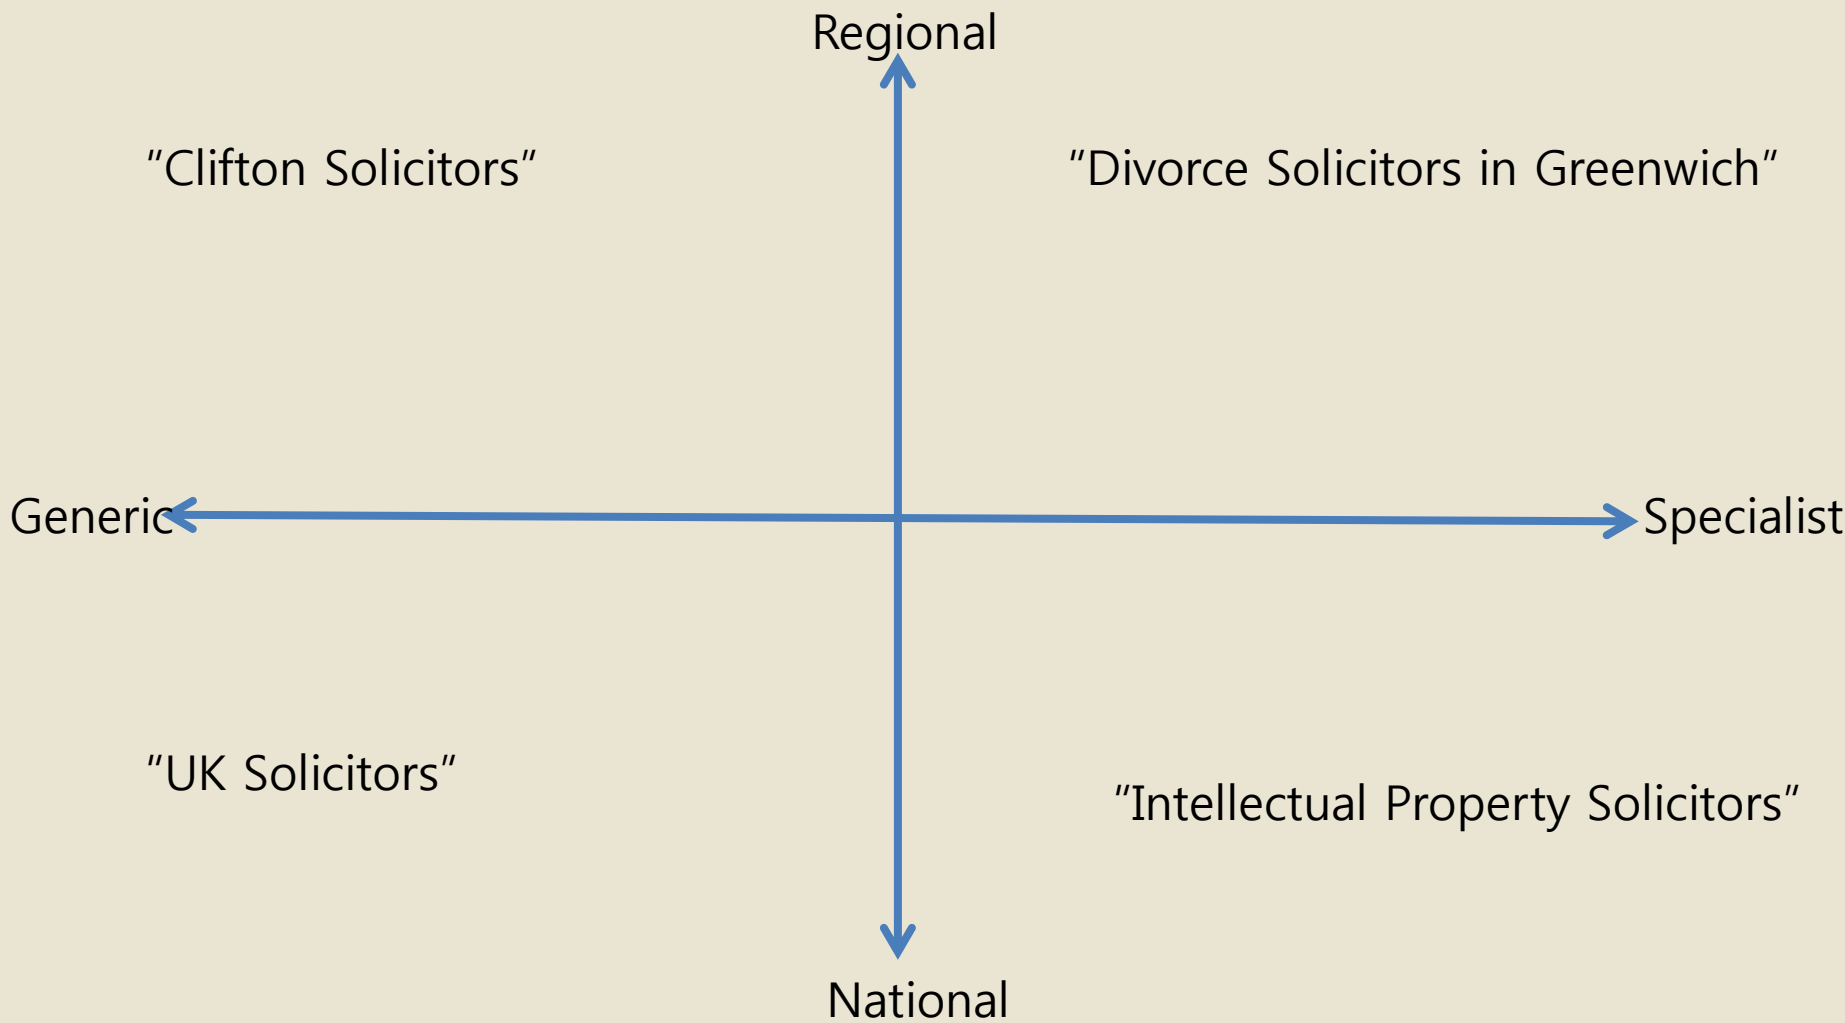 Regional
"Clifton Solicitors"
"Divorce Solicitors in Greenwich"
Generic
Specialist
"UK Solicitors"
"Intellectual Property Solicitors"
National